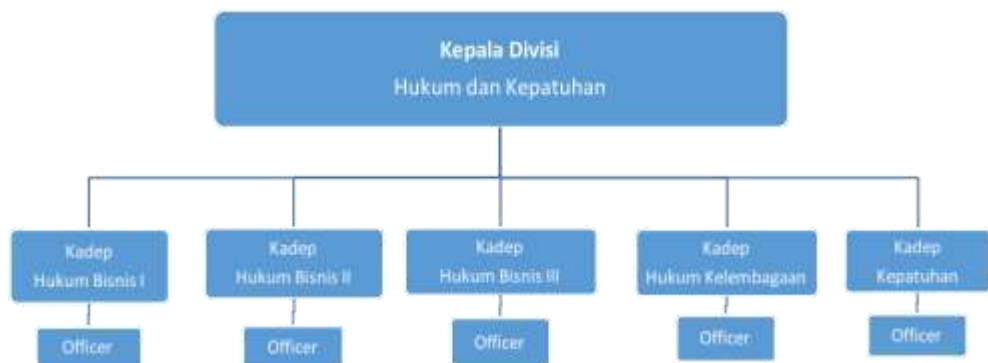 Kepala Divisi
Hukum dan Kepatuhan
Kadep
Hukum Bisnis I
Kadep
Hukum Bisnis II
Kadep
Hukum Bisnis III
Kadep
Hukum Kelembagaan
Kadep
Kepatuhan
Officer
Officer
Officer
Officer
Officer